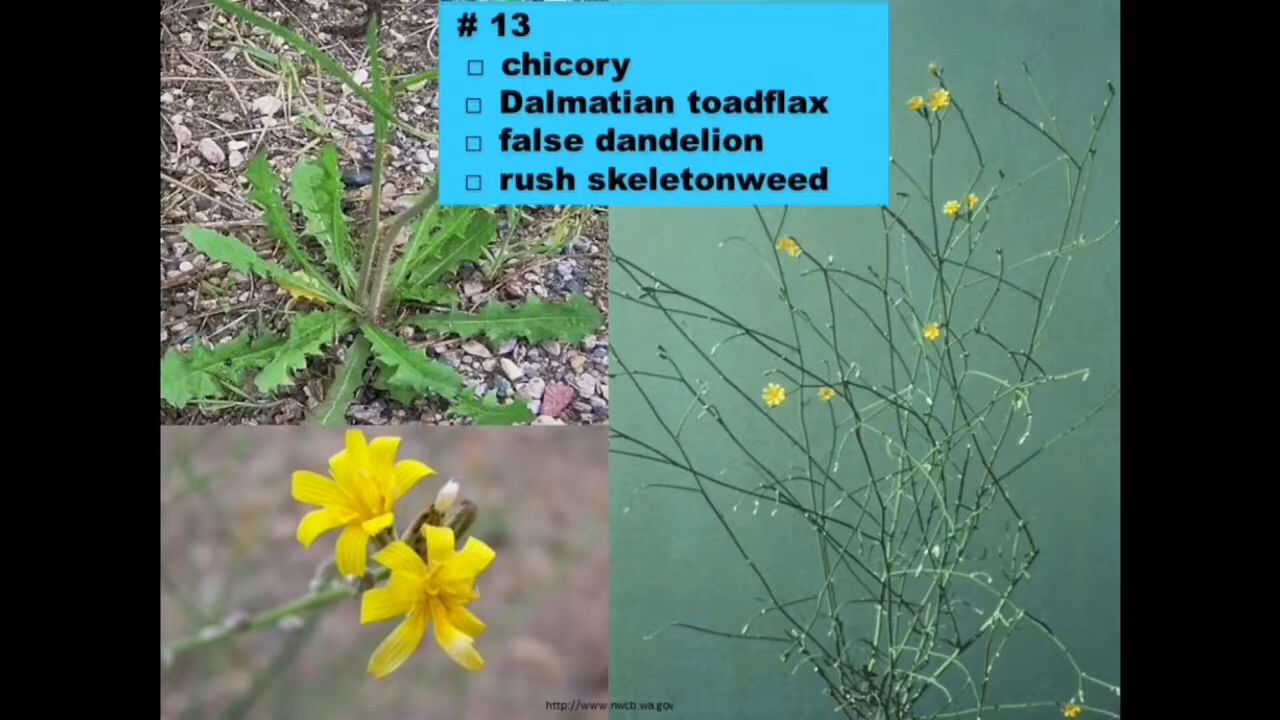 # 13
□ chicory
□ Dalmatian toadflax
□ false dandelion
□ rush skeletonweed
http://www.nwcb.wa.gov